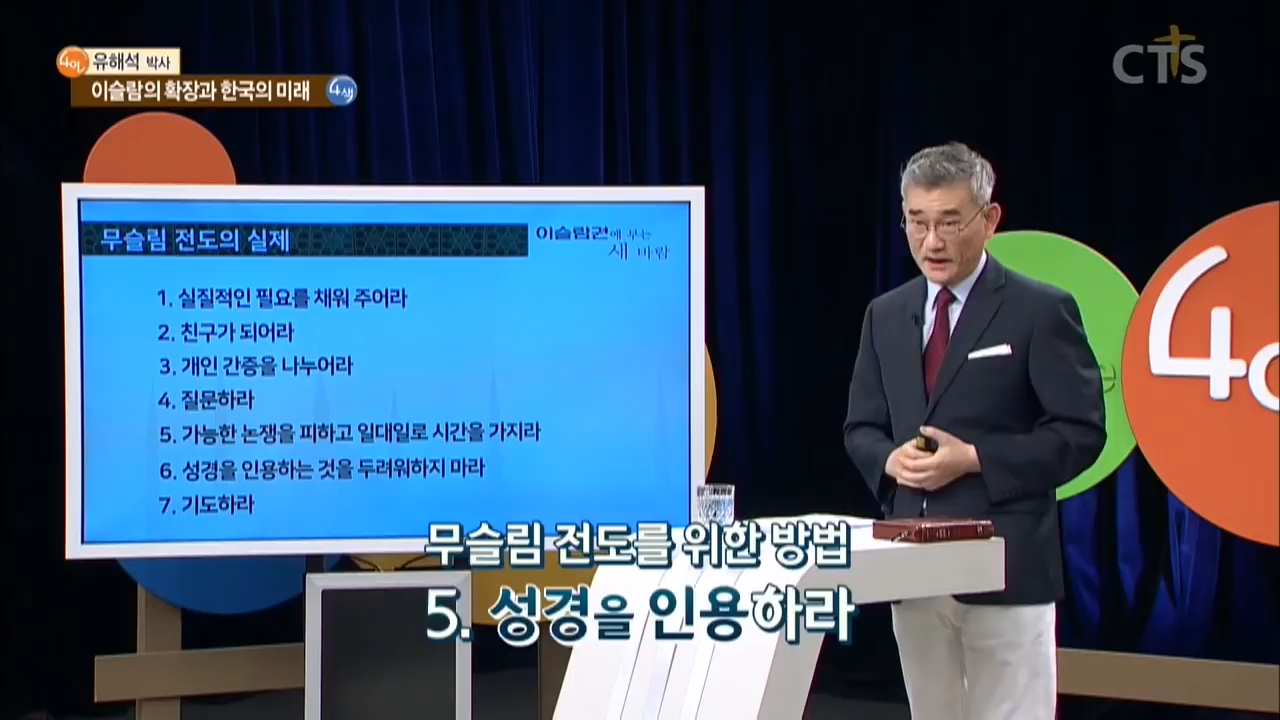 4인 유해석 박사
이슬람의 확장과 한국의 미래 4색
CTS
무슬림 전도의 실제
이슬람권에 부는
새 바람
1. 실질적인 필요를 채워 주어라
2. 친구가 되어라
3. 개인 간증을 나누어라
4. 질문하라
5. 가능한 논쟁을 피하고 일대일로 시간을 가지라
6. 성경을 인용하는 것을 두려워하지 마라
7. 기도하라
무슬림 전도를 위한 방법
5. 성경을 인용하라
4인
e